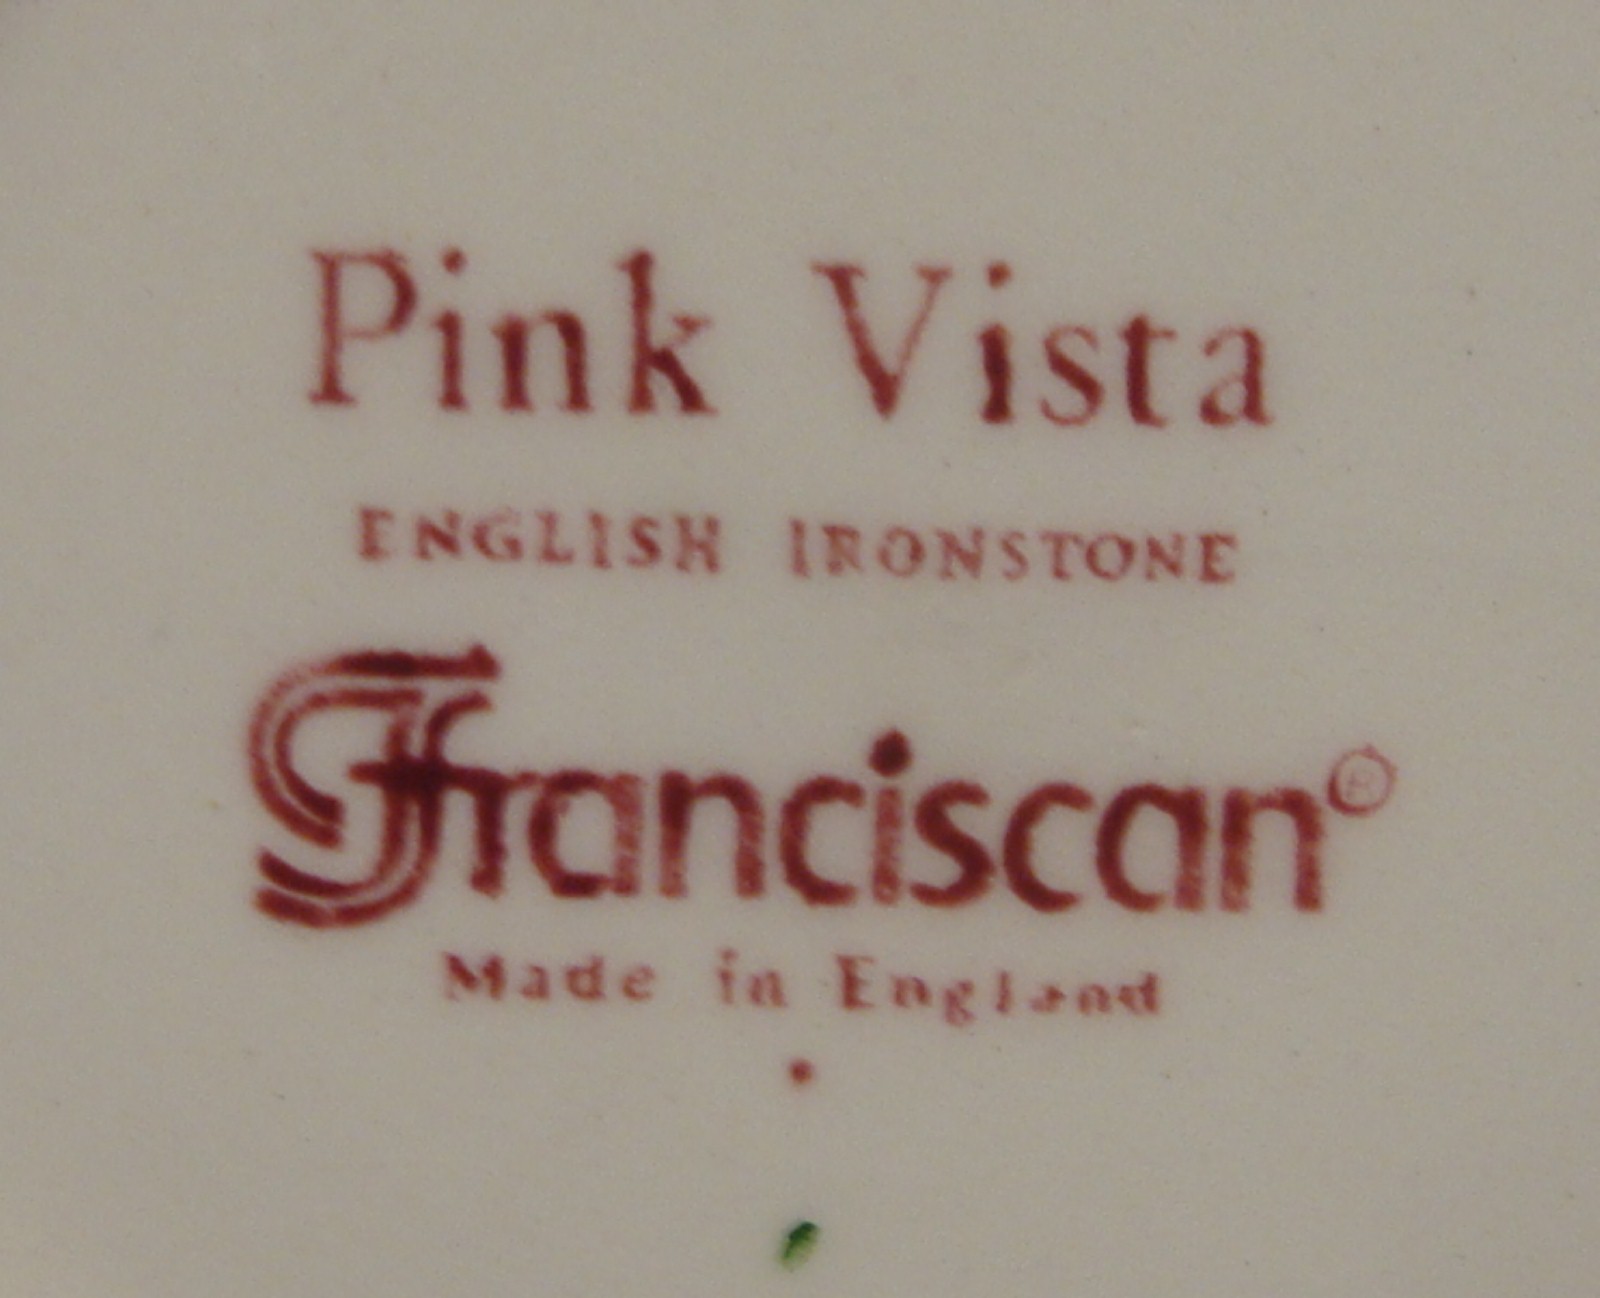 Pink Vista
ENGLISH IRONSTONE
Franciscan®
Made in England